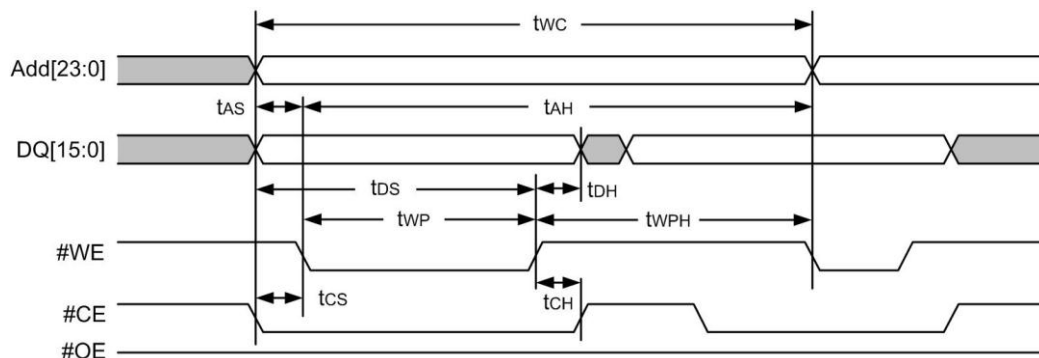 tWC
Add[23:0]
tAS tAH
DQ[15:0]
tDS tDH
tWP tWPH
#WE
tCS tCH
#CE
#OE